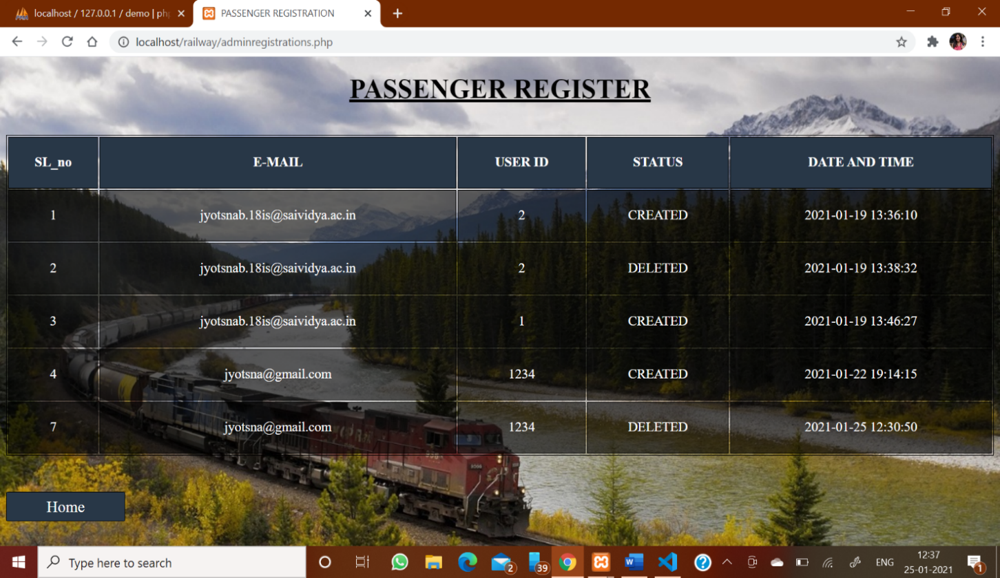 localhost / 127.0.0.1 / demo | php
PASSENGER REGISTRATION
localhost/railway/adminregistrations.php
PASSENGER REGISTER
SL_no E-MAIL USER ID STATUS DATE AND TIME
1 jyotsnab.18is@saividya.ac.in 2 CREATED 2021-01-19 13:36:10
2 jyotsnab.18is@saividya.ac.in 2 DELETED 2021-01-19 13:38:32
3 jyotsnab.18is@saividya.ac.in 1 CREATED 2021-01-19 13:46:27
4 jyotsna@gmail.com 1234 CREATED 2021-01-22 19:14:15
7 jyotsna@gmail.com 1234 DELETED 2021-01-25 12:30:50
Home
Type here to search
2
39
ENG
12:37
25-01-2021
1